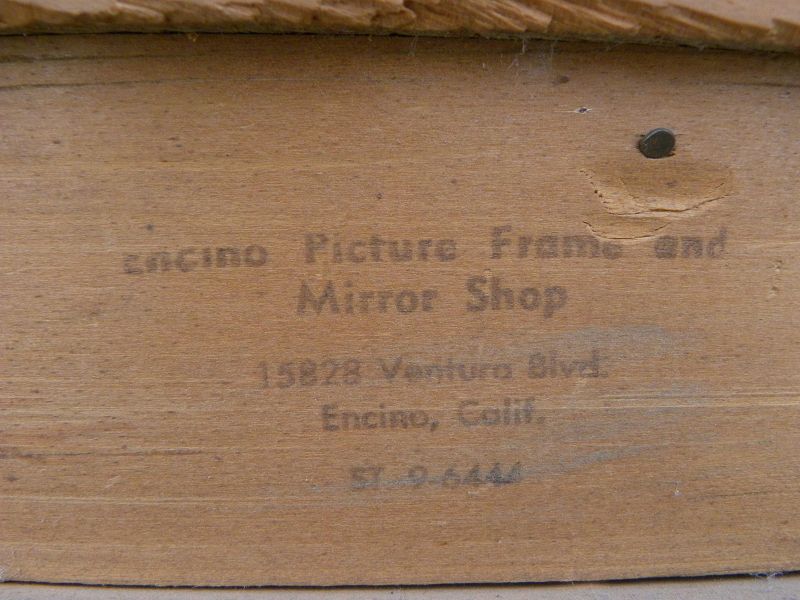 Encino Picture Frame and
Mirror Shop
15828 Ventura Blvd.
Encino, Calif.
ST 9-6444